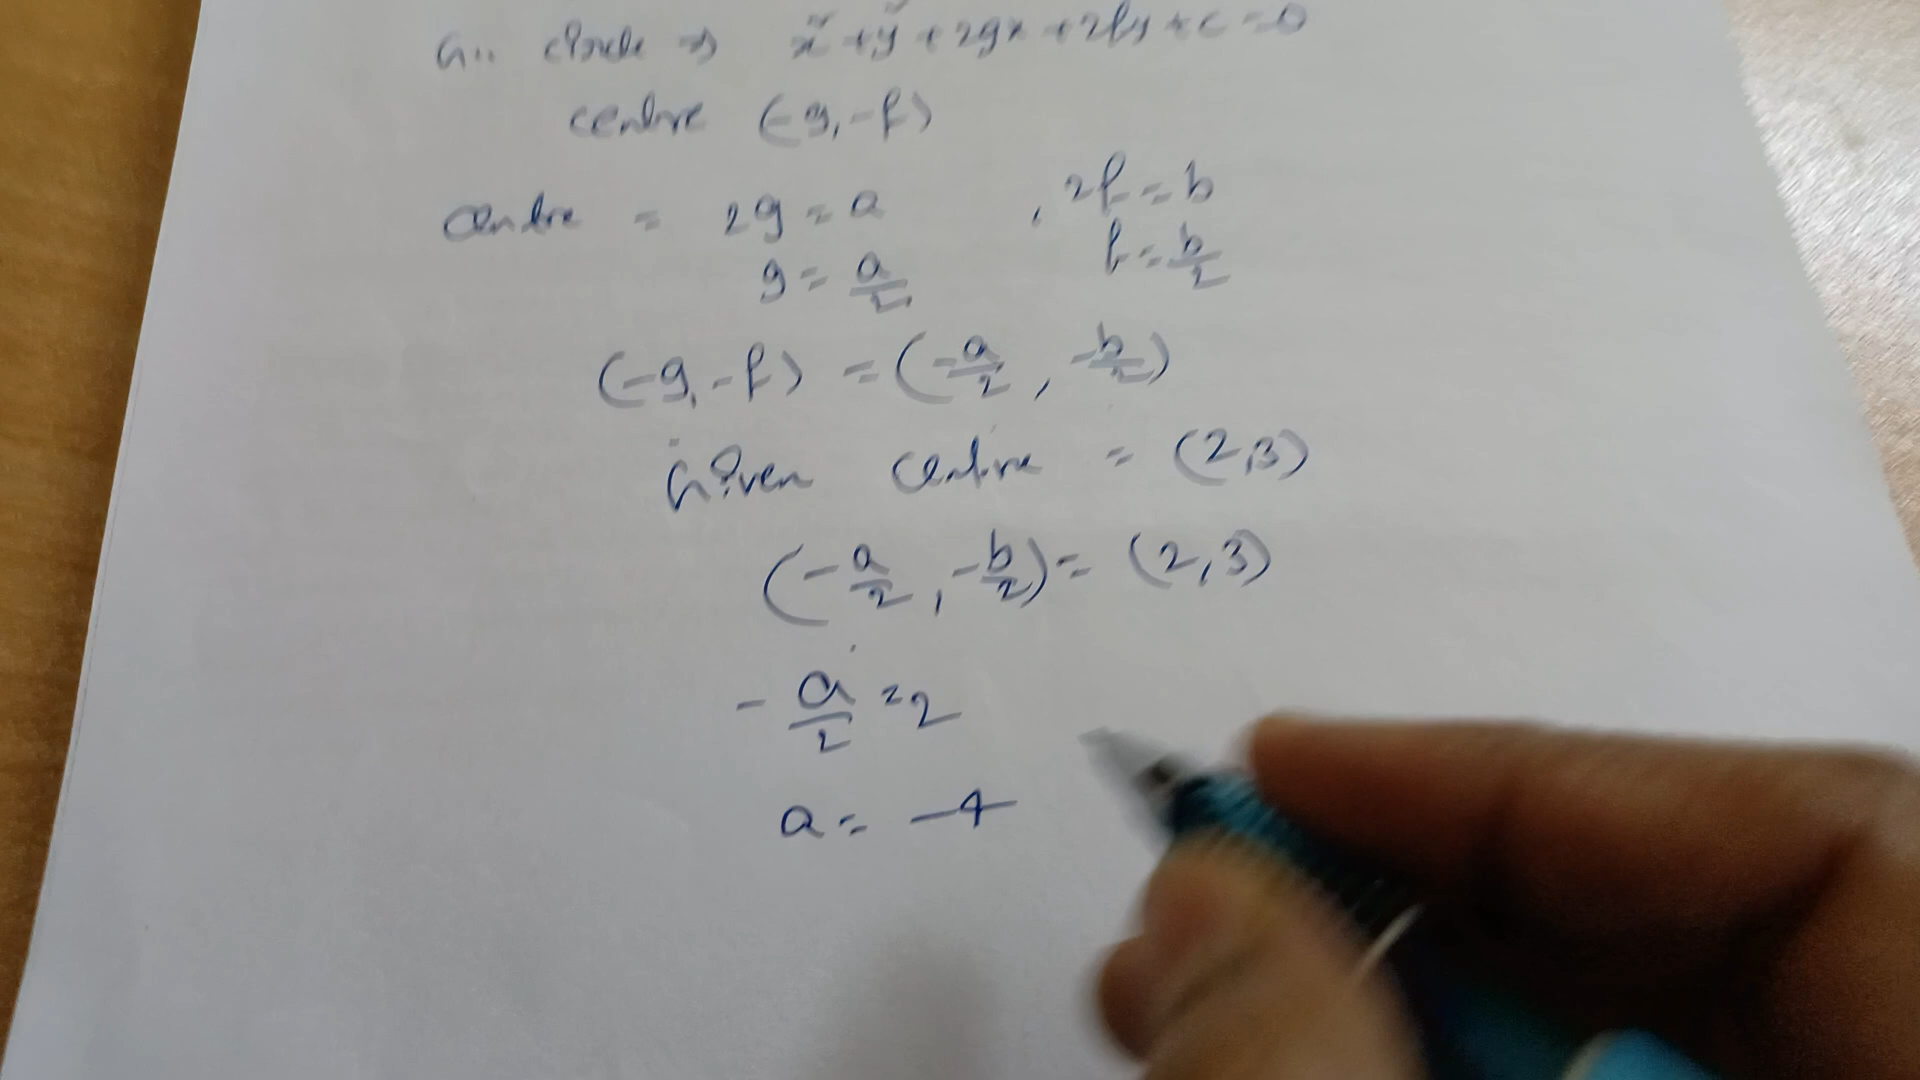 circle ⇒ x² + y² + 2gx + 2fy + c = 0
centre (-g, -f)
centre = 2g = a , 2f = b
g = a/2 f = b/2
(-g, -f) = (-a/2 , -b/2)
Given centre = (2,3)
(-a/2 , -b/2) = (2,3)
- a/2 = 2
a = -4